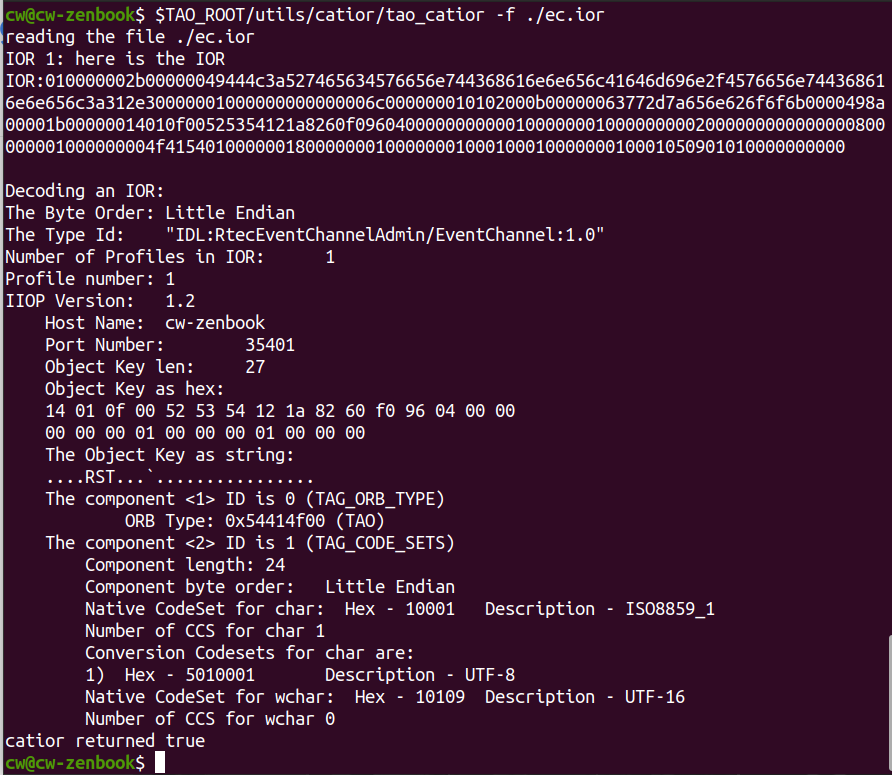 cw@cw-zenbook$ $TAO_ROOT/utils/catior/tao_catior -f ./ec.ior
reading the file ./ec.ior
IOR 1: here is the IOR
IOR:010000002b00000049444c3a527465634576656e744368616e6e656c41646d696e2f4576656e744368616
6e6e656c3a312e3000000100000000000000006c000000010102000b00000063772d7a656e626f6f6b0000498a
00001b00000014010f00525354121a8260f0960400000000000100000001000000000200000000000000000800
000001000000004f41540100000018000000010000000100010001000000010001050901010000000000

Decoding an IOR:
The Byte Order: Little Endian
The Type Id:    "IDL:RtecEventChannelAdmin/EventChannel:1.0"
Number of Profiles in IOR:      1
Profile number: 1
IIOP Version:   1.2
    Host Name:  cw-zenbook
    Port Number:        35401
    Object Key len:     27
    Object Key as hex:
    14 01 0f 00 52 53 54 12 1a 82 60 f0 96 04 00 00
    00 00 00 01 00 00 00 01 00 00 00
    The Object Key as string:
    ....RST...`................
    The component <1> ID is 0 (TAG_ORB_TYPE)
            ORB Type: 0x54414f00 (TAO)
    The component <2> ID is 1 (TAG_CODE_SETS)
        Component length: 24
        Component byte order:   Little Endian
        Native CodeSet for char:  Hex - 10001   Description - ISO8859_1
        Number of CCS for char 1
        Conversion Codesets for char are:
        1)  Hex - 5010001       Description - UTF-8
        Native CodeSet for wchar:  Hex - 10109  Description - UTF-16
        Number of CCS for wchar 0
catior returned true
cw@cw-zenbook$